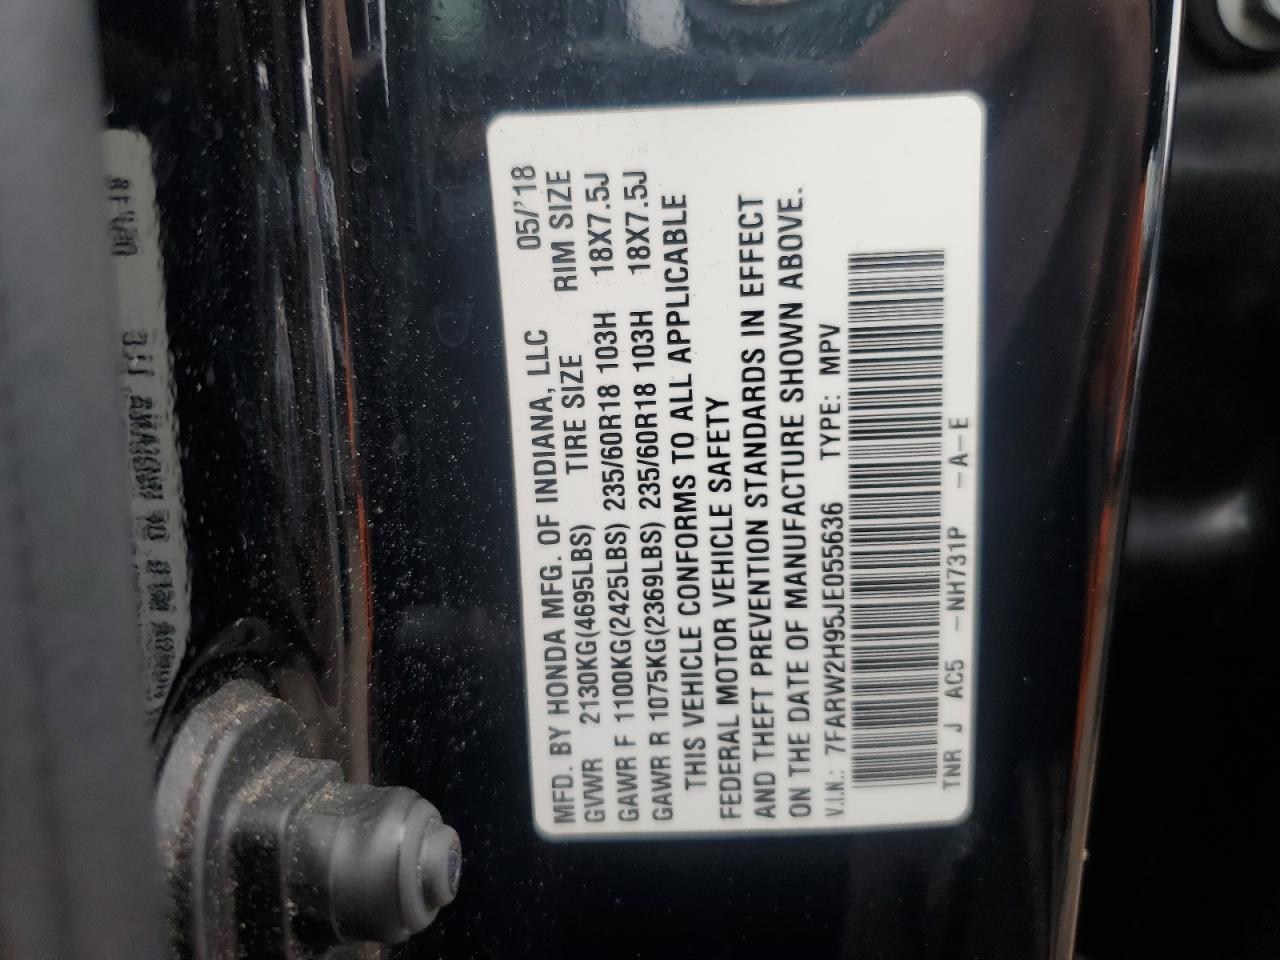 MFD. BY HONDA MFG. OF INDIANA, LLC 05/'18
GVWR 2130KG(4695LBS) TIRE SIZE RIM SIZE
GAWR F 1100KG(2425LBS) 235/60R18 103H 18X7.5J
GAWR R 1075KG(2369LBS) 235/60R18 103H 18X7.5J
THIS VEHICLE CONFORMS TO ALL APPLICABLE
FEDERAL MOTOR VEHICLE SAFETY
AND THEFT PREVENTION STANDARDS IN EFFECT
ON THE DATE OF MANUFACTURE SHOWN ABOVE.
V.I.N.: 7FARW2H95JE055636 TYPE: MPV
TNR J AC5 -NH731P -A-E